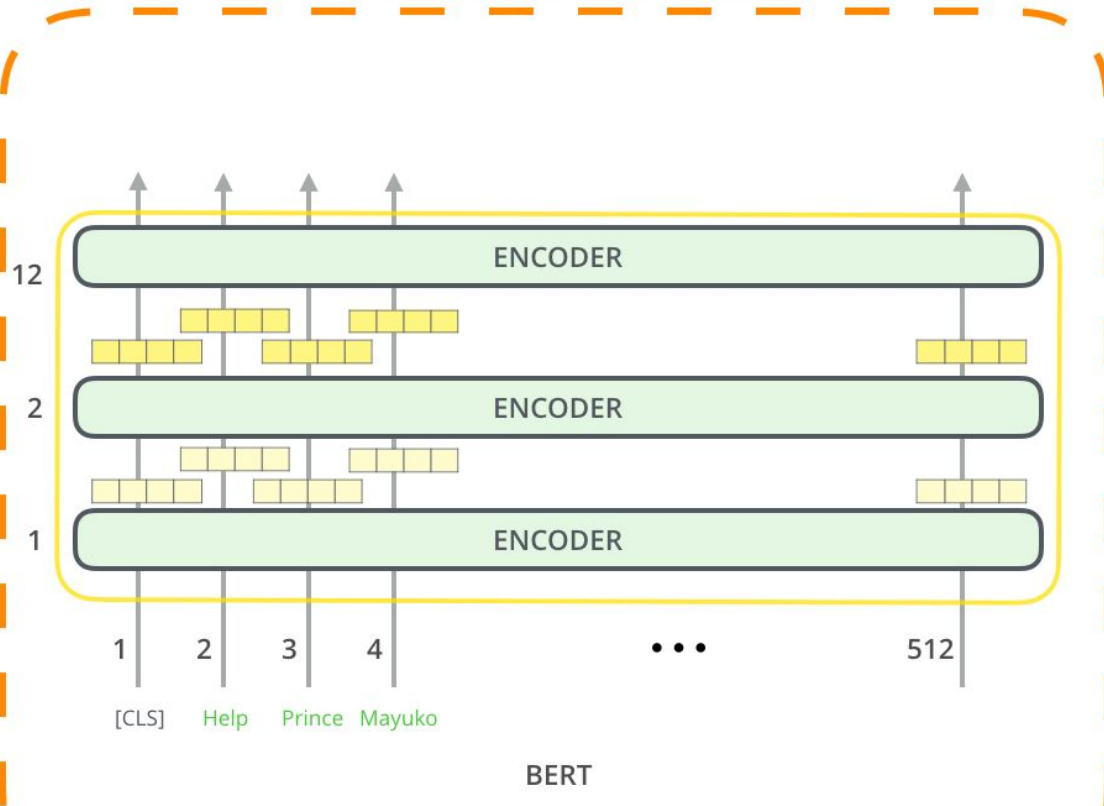 ENCODER
12
2 ENCODER
1 ENCODER
1 2 3 4 ••• 512
[CLS] Help Prince Mayuko
BERT